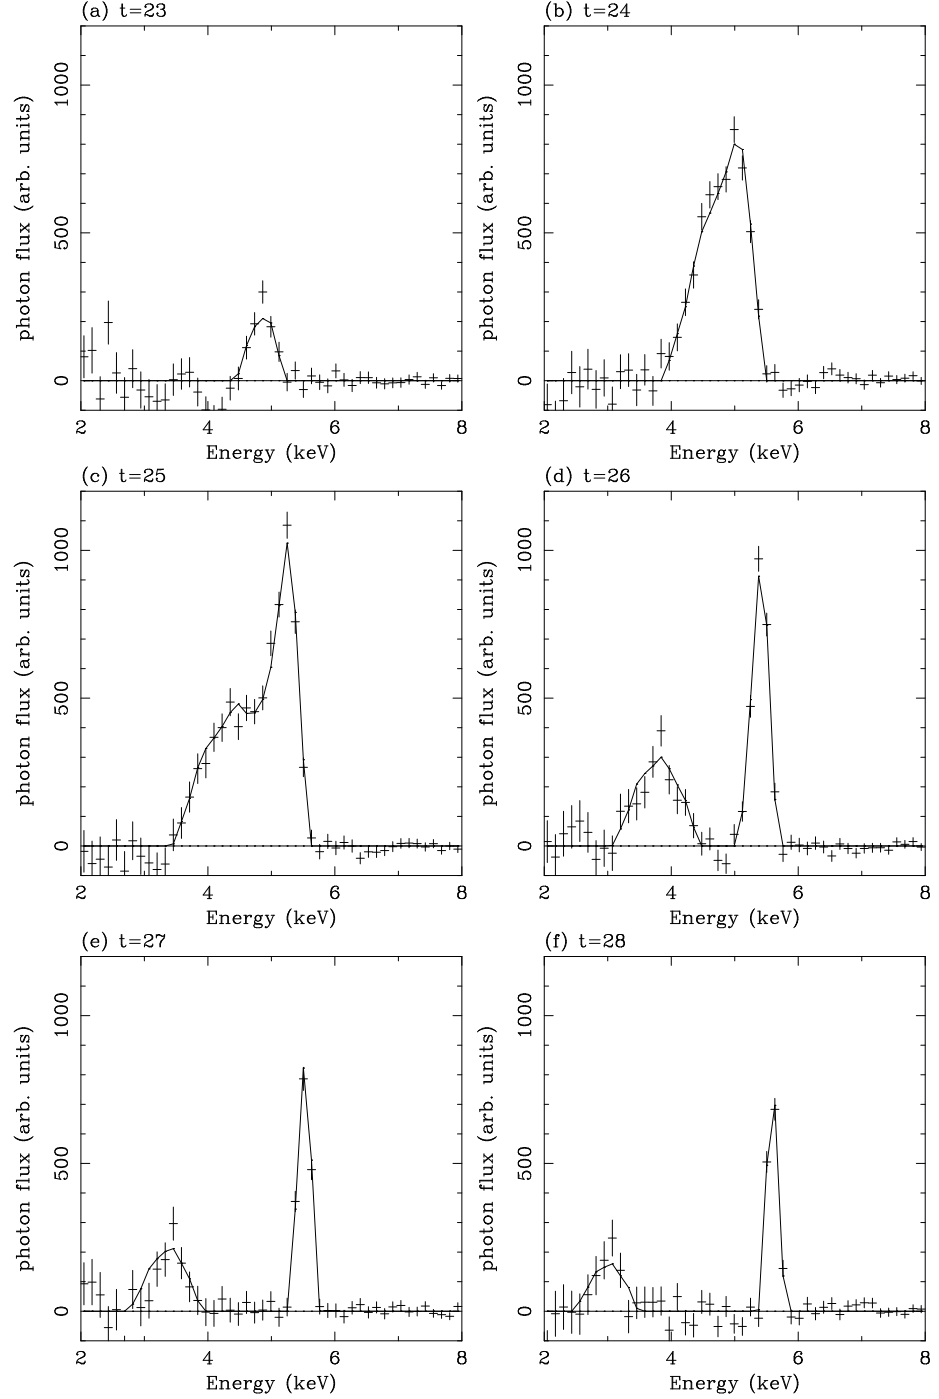 (a) t=23
photon flux (arb. units)
1000
500
0
2 4 6 8
Energy (keV)
(b) t=24
photon flux (arb. units)
1000
500
0
2 4 6 8
Energy (keV)
(c) t=25
photon flux (arb. units)
1000
500
0
2 4 6 8
Energy (keV)
(d) t=26
photon flux (arb. units)
1000
500
0
2 4 6 8
Energy (keV)
(e) t=27
photon flux (arb. units)
1000
500
0
2 4 6 8
Energy (keV)
(f) t=28
photon flux (arb. units)
1000
500
0
2 4 6 8
Energy (keV)